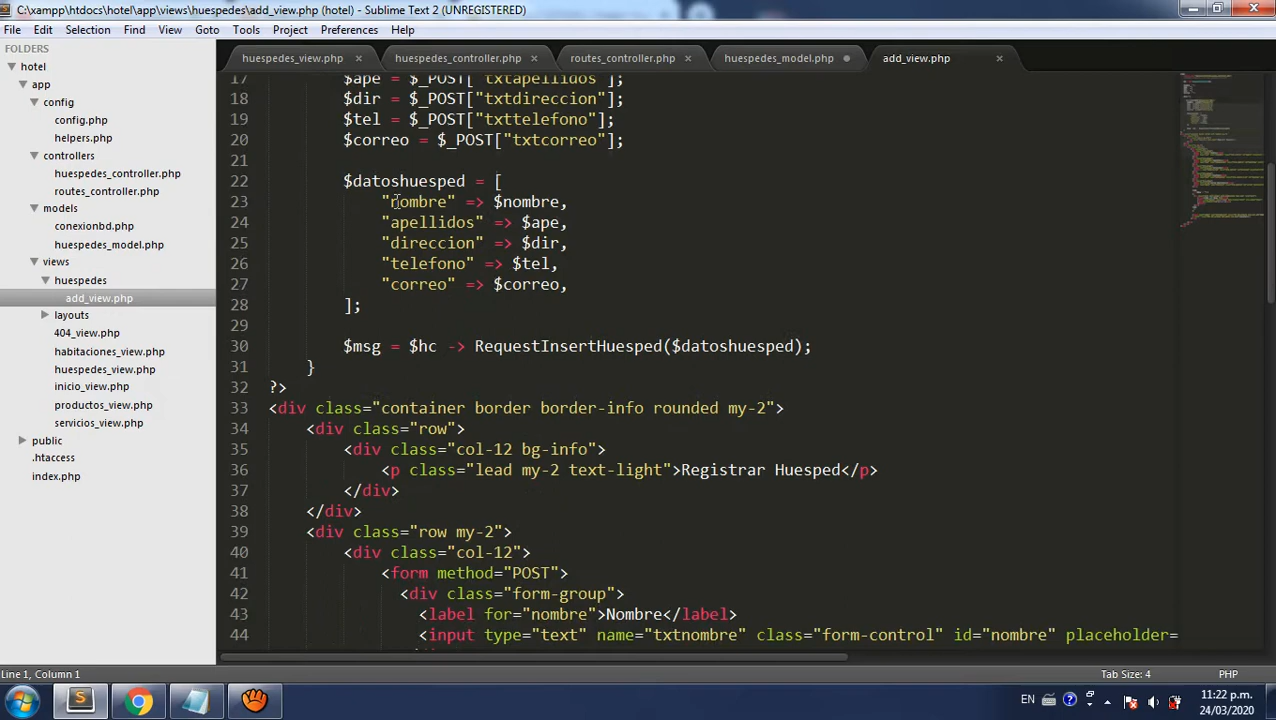 C:\xampp\htdocs\hotel\app\views\huespedes\add_view.php (hotel) - Sublime Text 2 (UNREGISTERED)
File Edit Selection Find View Goto Tools Project Preferences Help
FOLDERS
hotel
app
config
config.php
helpers.php
controllers
huespedes_controller.php
routes_controller.php
models
conexionbd.php
huespedes_model.php
views
huespedes
add_view.php
layouts
404_view.php
habitaciones_view.php
huespedes_view.php
inicio_view.php
productos_view.php
servicios_view.php
public
.htaccess
index.php
huespedes_view.php × huespedes_controller.php × routes_controller.php × huespedes_model.php add_view.php ×
17 $ape = $_POST["txtapellidos"];
18 $dir = $_POST["txtdireccion"];
19 $tel = $_POST["txttelefono"];
20 $correo = $_POST["txtcorreo"];
21
22 $datoshuesped = [
23 "nombre" => $nombre,
24 "apellidos" => $ape,
25 "direccion" => $dir,
26 "telefono" => $tel,
27 "correo" => $correo,
28 ];
29
30 $msg = $hc -> RequestInsertHuesped($datoshuesped);
31 }
32 ?>
33 <div class="container border border-info rounded my-2">
34 <div class="row">
35 <div class="col-12 bg-info">
36 <p class="lead my-2 text-light">Registrar Huesped</p>
37 </div>
38 </div>
39 <div class="row my-2">
40 <div class="col-12">
41 <form method="POST">
42 <div class="form-group">
43 <label for="nombre">Nombre</label>
44 <input type="text" name="txtnombre" class="form-control" id="nombre" placeholder=
Line 1, Column 1 Tab Size: 4 PHP
EN 11:22 p.m.
24/03/2020